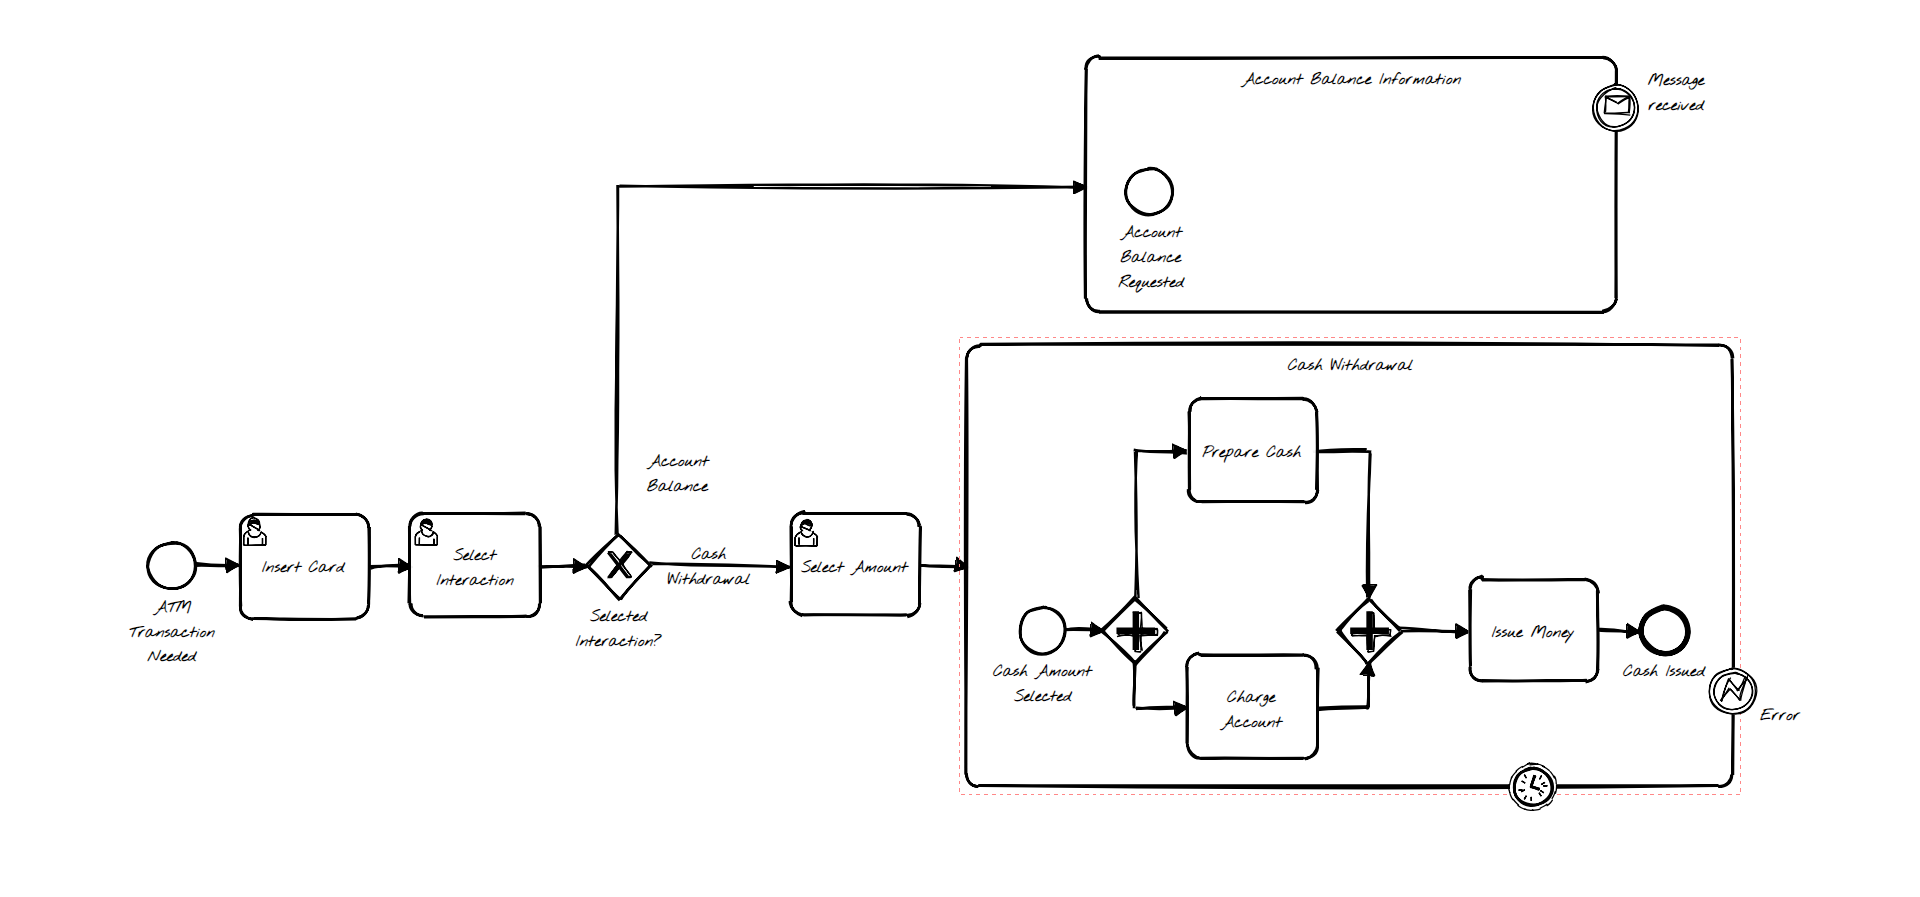 Account Balance Information
Message
received
Account
Balance
Requested
Cash Withdrawal
Prepare Cash
Account
Balance
Insert Card
Select
Interaction
Cash
Withdrawal
Select Amount
ATM
Transaction
Needed
Selected
Interaction?
Cash Amount
Selected
Charge
Account
Issue Money
Cash Issued
Error